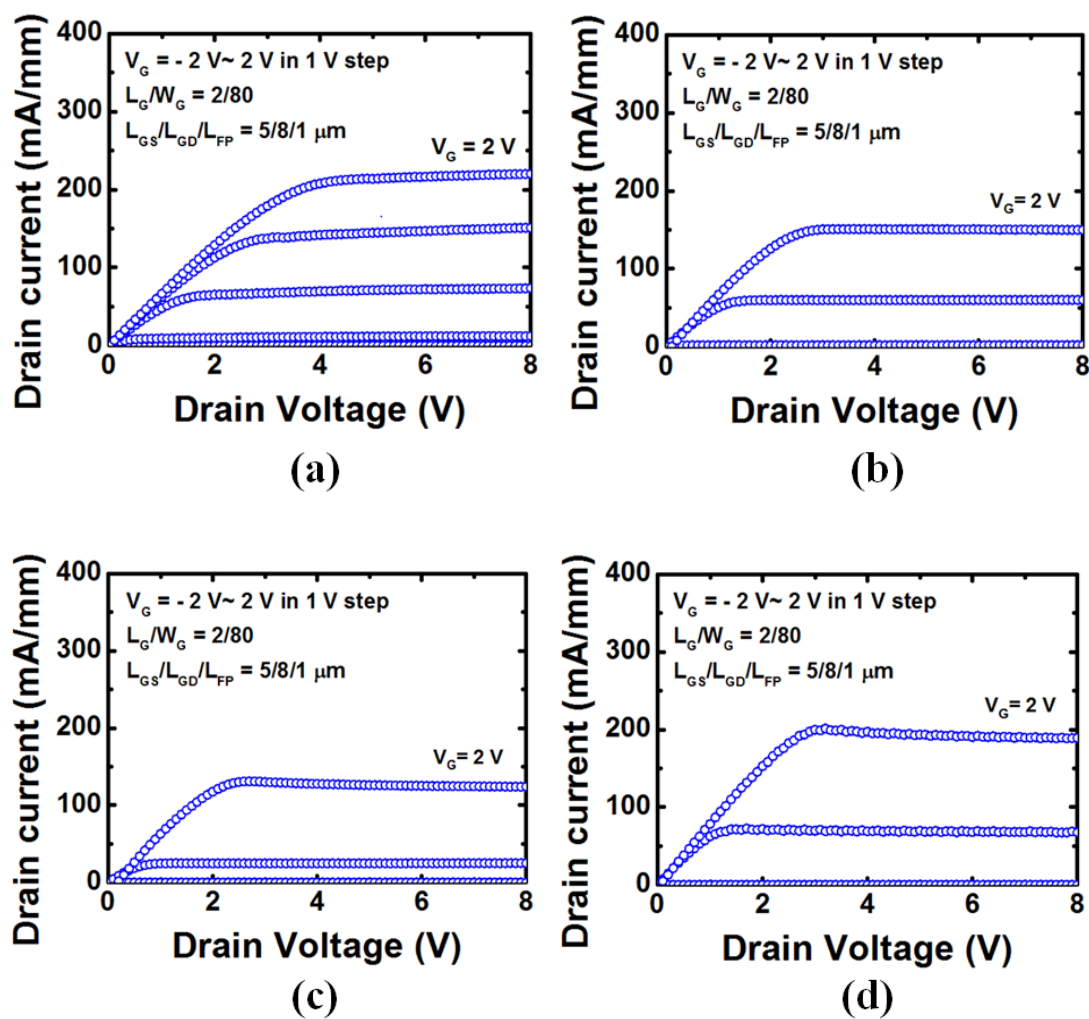 400
300
200
100
0
Drain current (mA/mm)
V_G = - 2 V~ 2 V in 1 V step
L_G/W_G = 2/80
L_GS/L_GD/L_FP = 5/8/1 μm
V_G = 2 V
0 2 4 6 8
Drain Voltage (V)
(a)
400
300
200
100
0
Drain current (mA/mm)
V_G = - 2 V~ 2 V in 1 V step
L_G/W_G = 2/80
L_GS/L_GD/L_FP = 5/8/1 μm
V_G= 2 V
0 2 4 6 8
Drain Voltage (V)
(b)
400
300
200
100
0
Drain current (mA/mm)
V_G = - 2 V~ 2 V in 1 V step
L_G/W_G = 2/80
L_GS/L_GD/L_FP = 5/8/1 μm
V_G= 2 V
0 2 4 6 8
Drain Voltage (V)
(c)
400
300
200
100
0
Drain current (mA/mm)
V_G = - 2 V~ 2 V in 1 V step
L_G/W_G = 2/80
L_GS/L_GD/L_FP = 5/8/1 μm
V_G= 2 V
0 2 4 6 8
Drain Voltage (V)
(d)